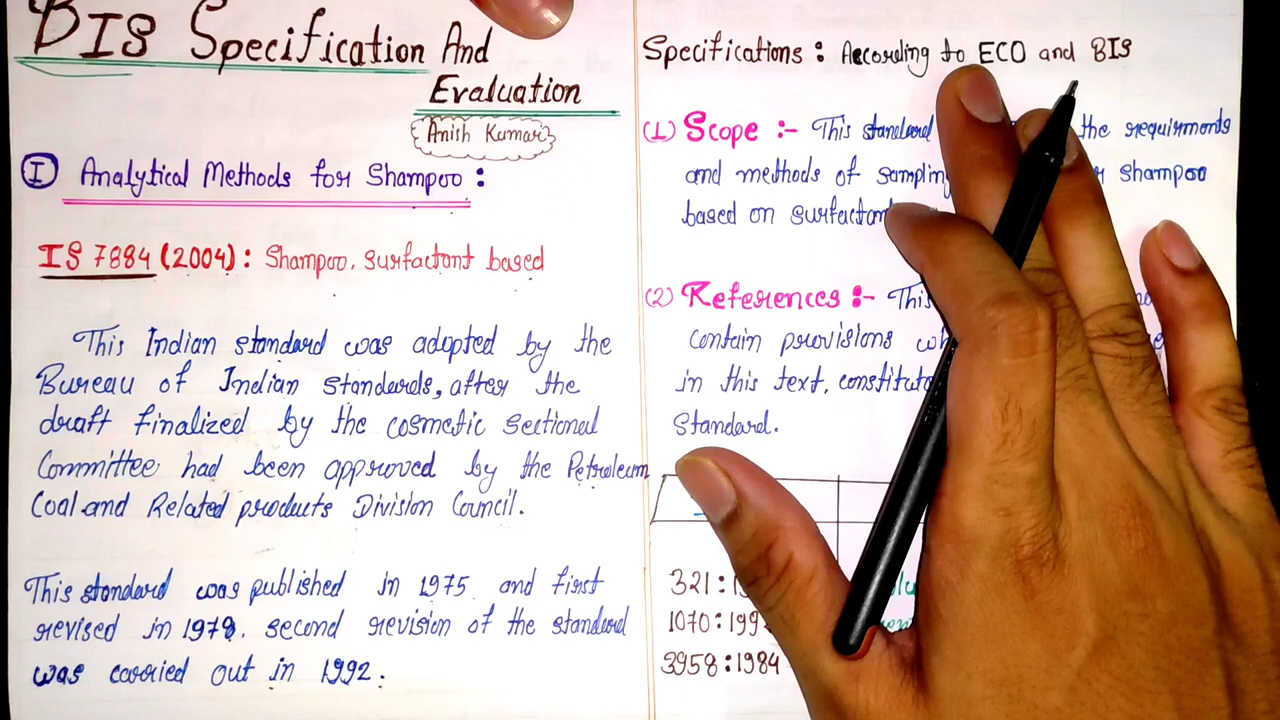 BIS Specification And
Evaluation
Anish Kumar
I Analytical Methods for Shampoo :
IS 7884 (2004) : Shampoo, surfactant based
This Indian standard was adopted by the
Bureau of Indian Standards, after the
draft finalized by the cosmetic sectional
Committee had been approved by the Petroleum
Coal and Related products Division Council.
This standard was published in 1975 and first
revised in 1978. second revision of the standard
was carried out in 1992.
Specifications : According to ECO and BIS
(1) Scope :- This standard the requirments
and methods of sampling shampoo
based on surfactant
(2) References :- This
contain provisions
in this text, constitute
Standard.
321 :
1070 : 199
3958 : 1984